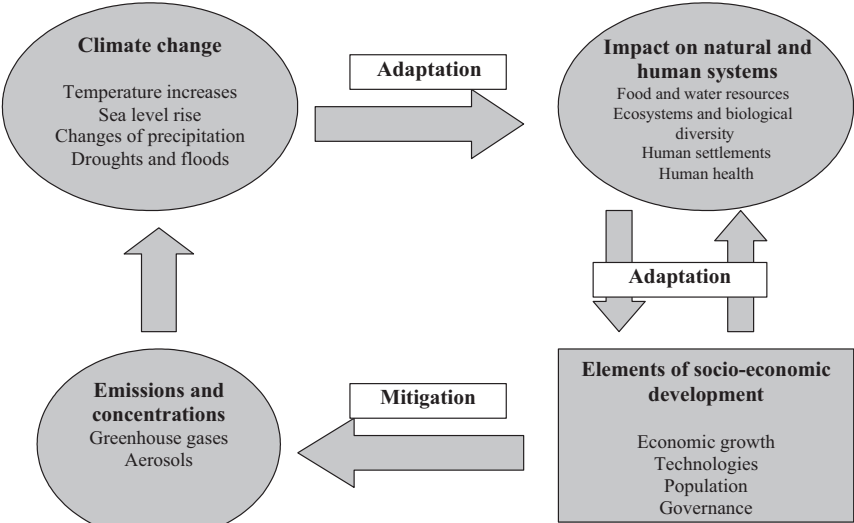 Climate change
Temperature increases
Sea level rise
Changes of precipitation
Droughts and floods
Adaptation
Impact on natural and
human systems
Food and water resources
Ecosystems and biological
diversity
Human settlements
Human health
Adaptation
Emissions and
concentrations
Greenhouse gases
Aerosols
Mitigation
Elements of socio-economic
development
Economic growth
Technologies
Population
Governance